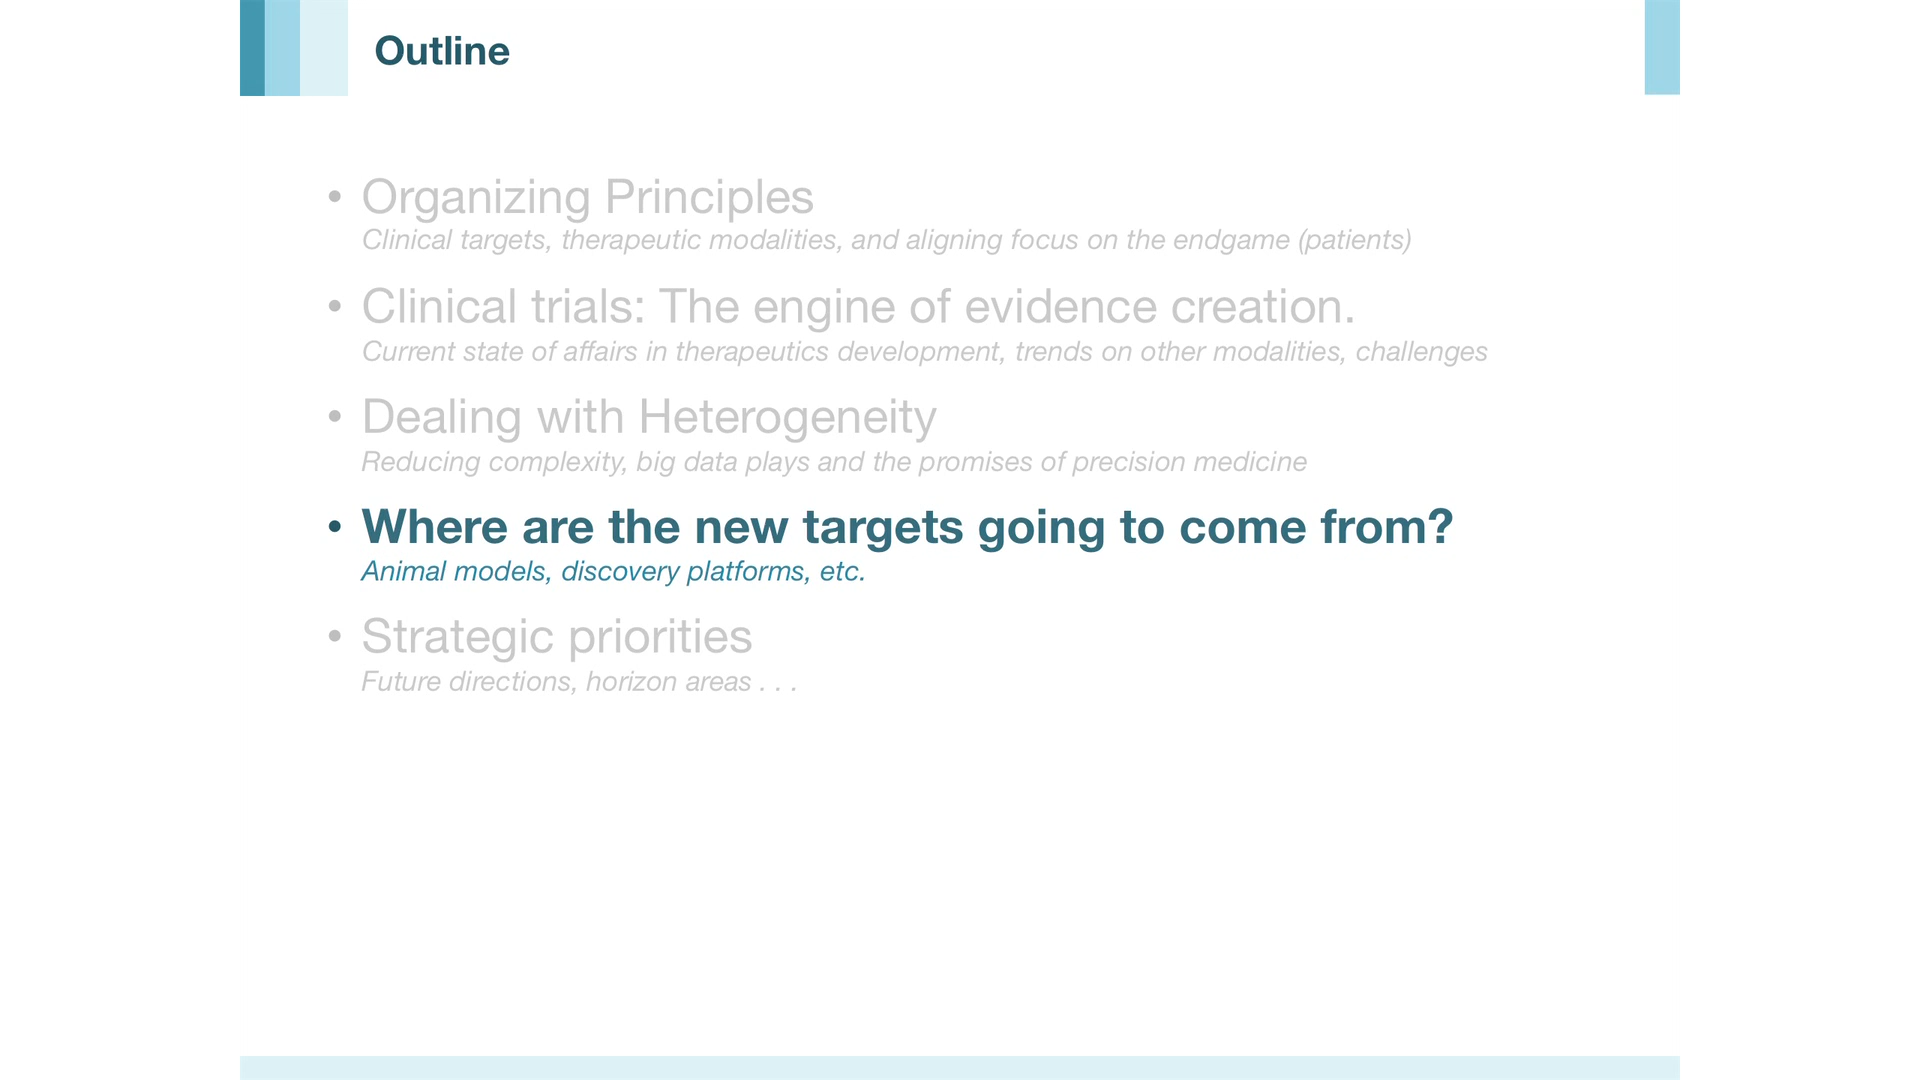 Outline
• Organizing Principles
Clinical targets, therapeutic modalities, and aligning focus on the endgame (patients)
• Clinical trials: The engine of evidence creation.
Current state of affairs in therapeutics development, trends on other modalities, challenges
• Dealing with Heterogeneity
Reducing complexity, big data plays and the promises of precision medicine
• Where are the new targets going to come from?
Animal models, discovery platforms, etc.
• Strategic priorities
Future directions, horizon areas . . .